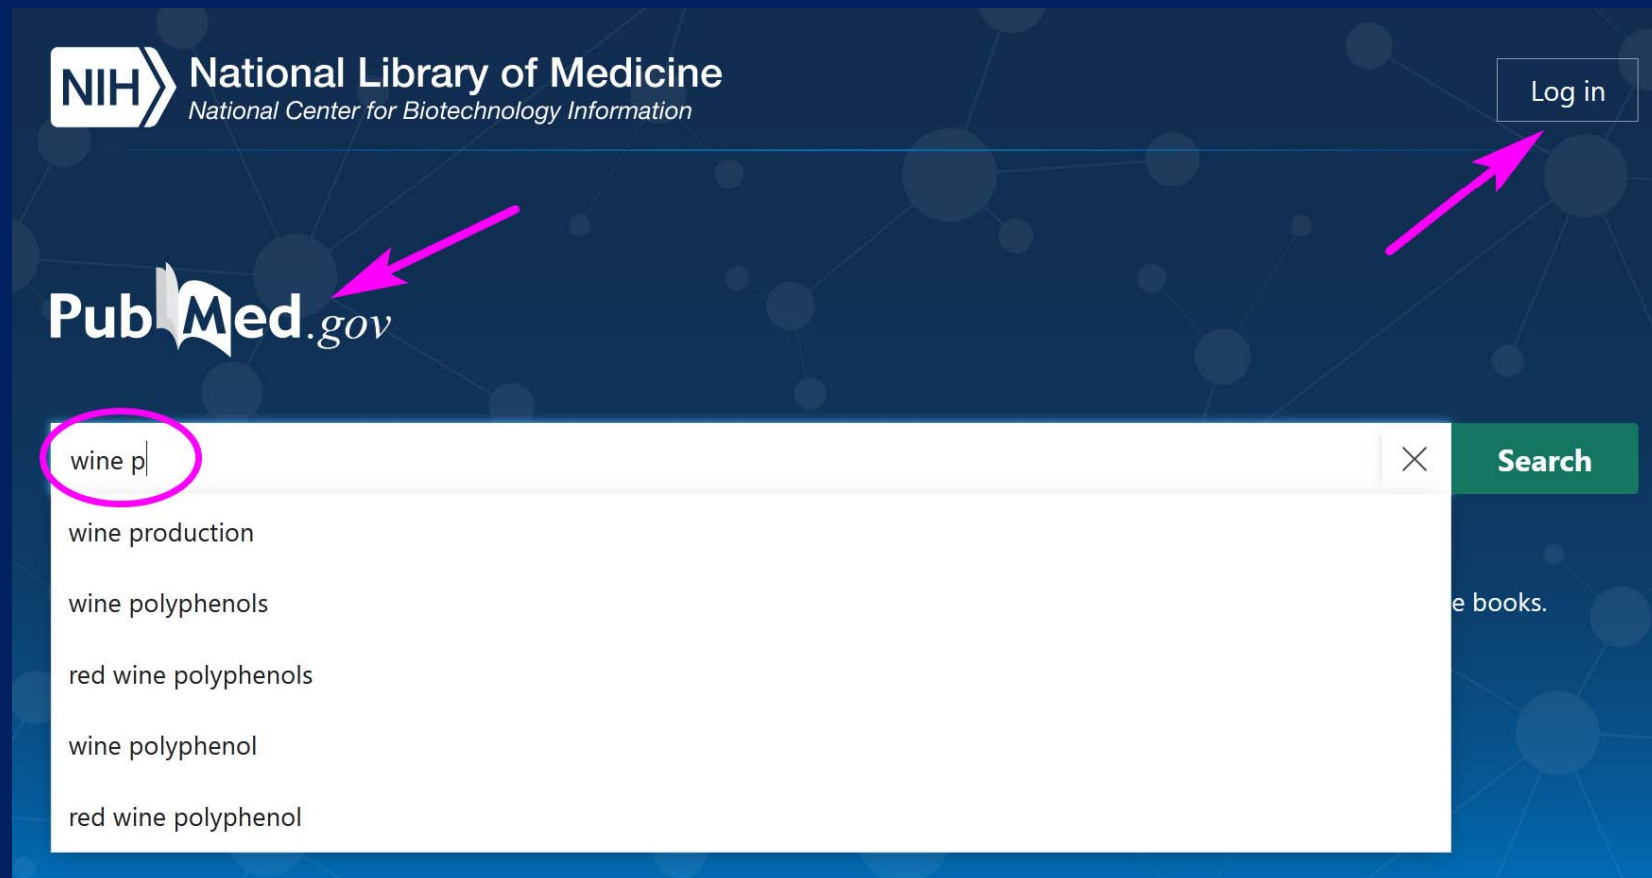 NIH
National Library of Medicine
National Center for Biotechnology Information
Log in
PubMed.gov
wine p
Search
wine production
wine polyphenols
e books.
red wine polyphenols
wine polyphenol
red wine polyphenol